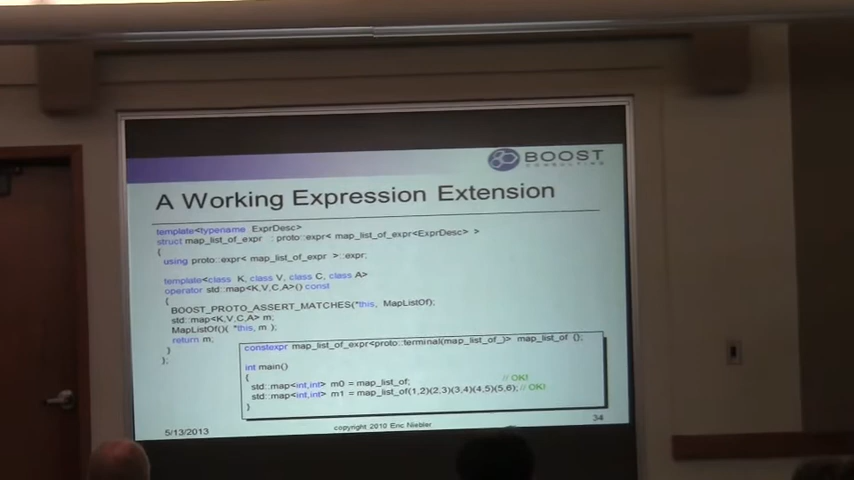 BOOST
CONSULTING
A Working Expression Extension
template<typename ExprDesc>
struct map_list_of_expr : proto::expr< map_list_of_expr<ExprDesc> >
{
using proto::expr< map_list_of_expr >::expr;
template<class K, class V, class C, class A>
operator std::map<K,V,C,A>() const
{
BOOST_PROTO_ASSERT_MATCHES(*this, MapListOf);
std::map<K,V,C,A> m;
MapListOf()( *this, m );
return m;
}
};
constexpr map_list_of_expr<proto::terminal(map_list_of_)> map_list_of {};
int main()
{
std::map<int,int> m0 = map_list_of; // OK!
std::map<int,int> m1 = map_list_of(1,2)(2,3)(3,4)(4,5)(5,6); // OK!
}
5/13/2013
copyright 2010 Eric Niebler
34